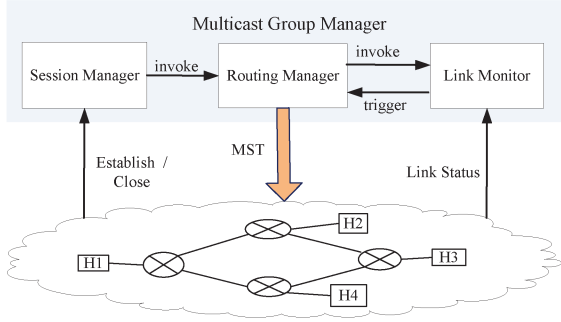 Multicast Group Manager
Session Manager
invoke
Routing Manager
invoke
trigger
Link Monitor
Establish /
Close
MST
Link Status
H1
H2
H3
H4